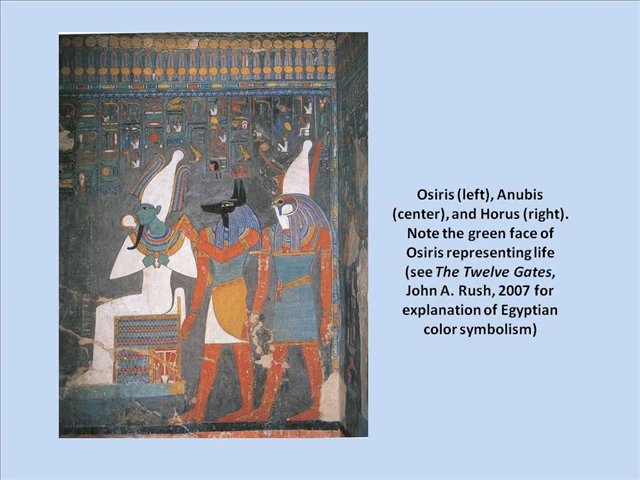 Osiris (left), Anubis
(center), and Horus (right).
Note the green face of
Osiris representing life
(see The Twelve Gates,
John A. Rush, 2007 for
explanation of Egyptian
color symbolism)